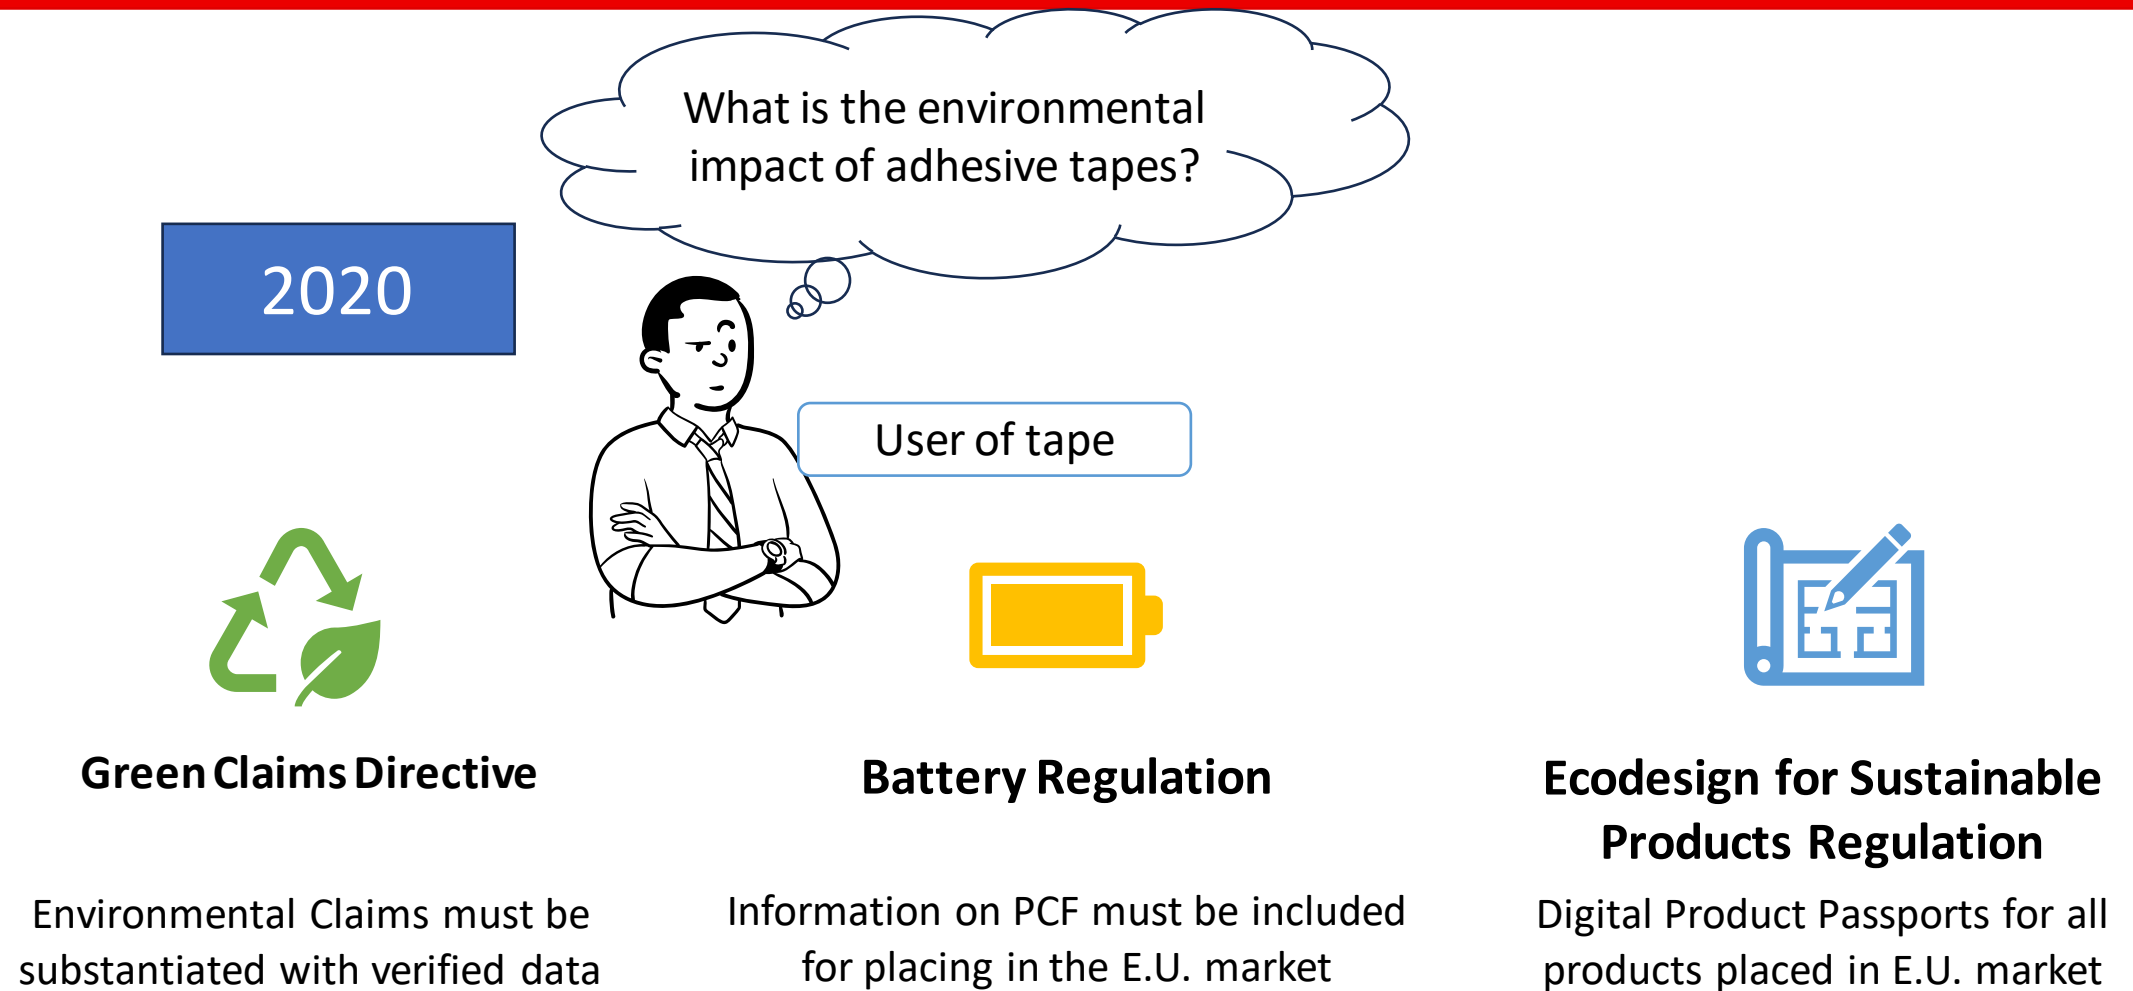 What is the environmental
impact of adhesive tapes?
2020
User of tape
Green Claims Directive
Environmental Claims must be
substantiated with verified data
Battery Regulation
Information on PCF must be included
for placing in the E.U. market
Ecodesign for Sustainable
Products Regulation
Digital Product Passports for all
products placed in E.U. market